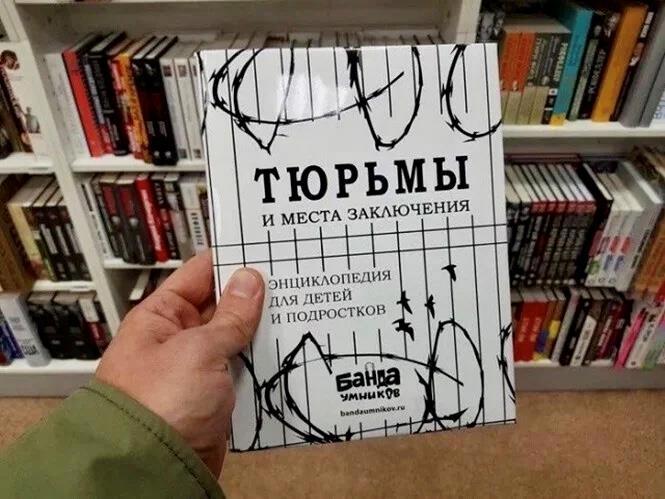 ТЮРЬМЫ
И МЕСТА ЗАКЛЮЧЕНИЯ
ЭНЦИКЛОПЕДИЯ
ДЛЯ ДЕТЕЙ
И ПОДРОСТКОВ
Банда
умников
bandaumnikov.ru